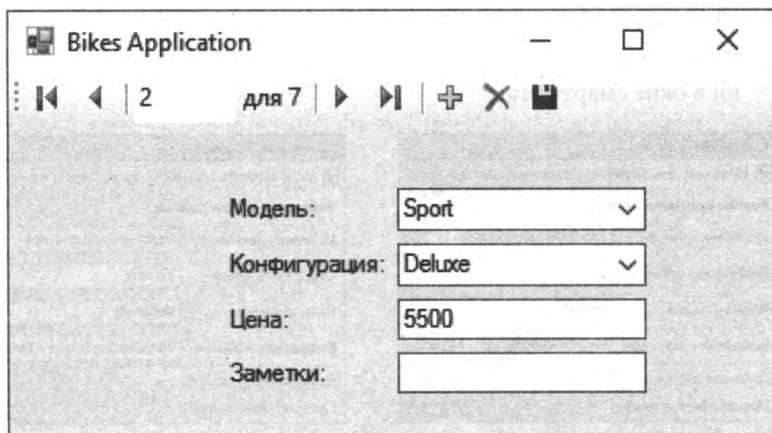 Bikes Application
2 для 7
Модель: Sport
Конфигурация: Deluxe
Цена: 5500
Заметки: